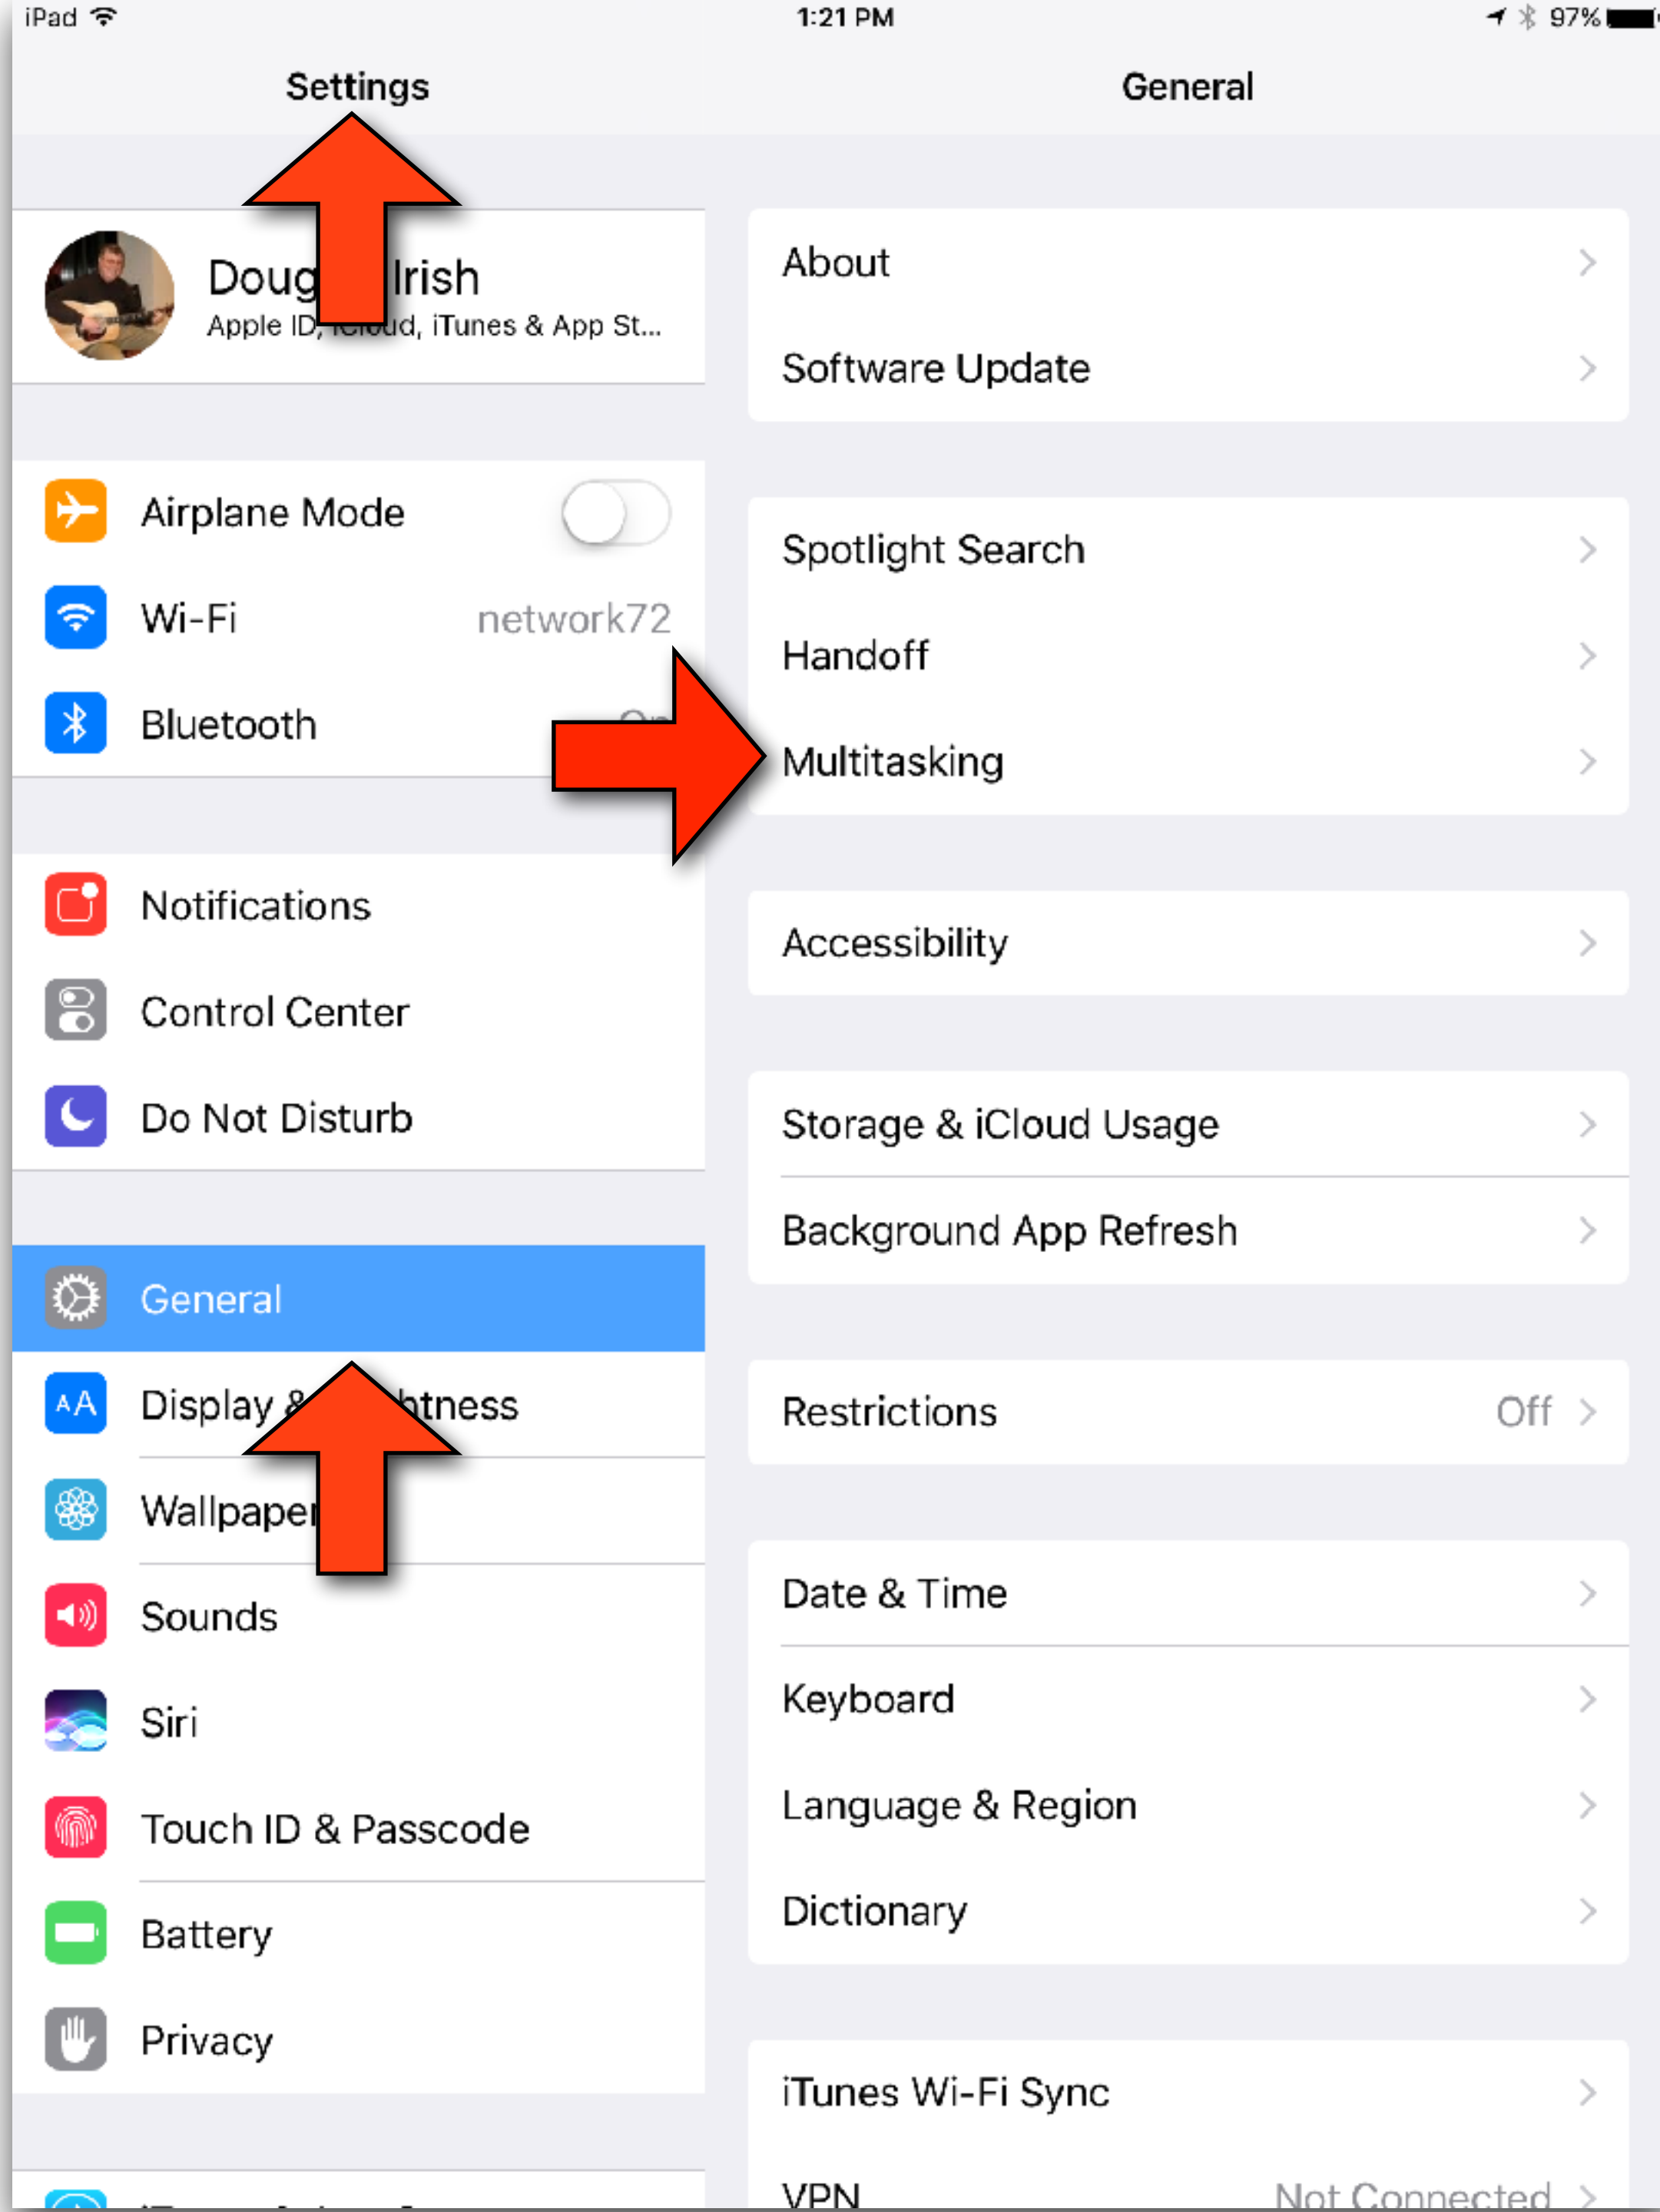 iPad
1:21 PM
97%
Settings
General
Doug Irish
Apple ID, iCloud, iTunes & App St...
Airplane Mode
Wi-Fi network72
Bluetooth On
Notifications
Control Center
Do Not Disturb
General
Display &
Wallpaper
Sounds
Siri
Touch ID & Passcode
Battery
Privacy
About
Software Update
Spotlight Search
Handoff
Multitasking
Accessibility
Storage & iCloud Usage
Background App Refresh
Restrictions Off
Date & Time
Keyboard
Language & Region
Dictionary
iTunes Wi-Fi Sync
VPN Not Connected